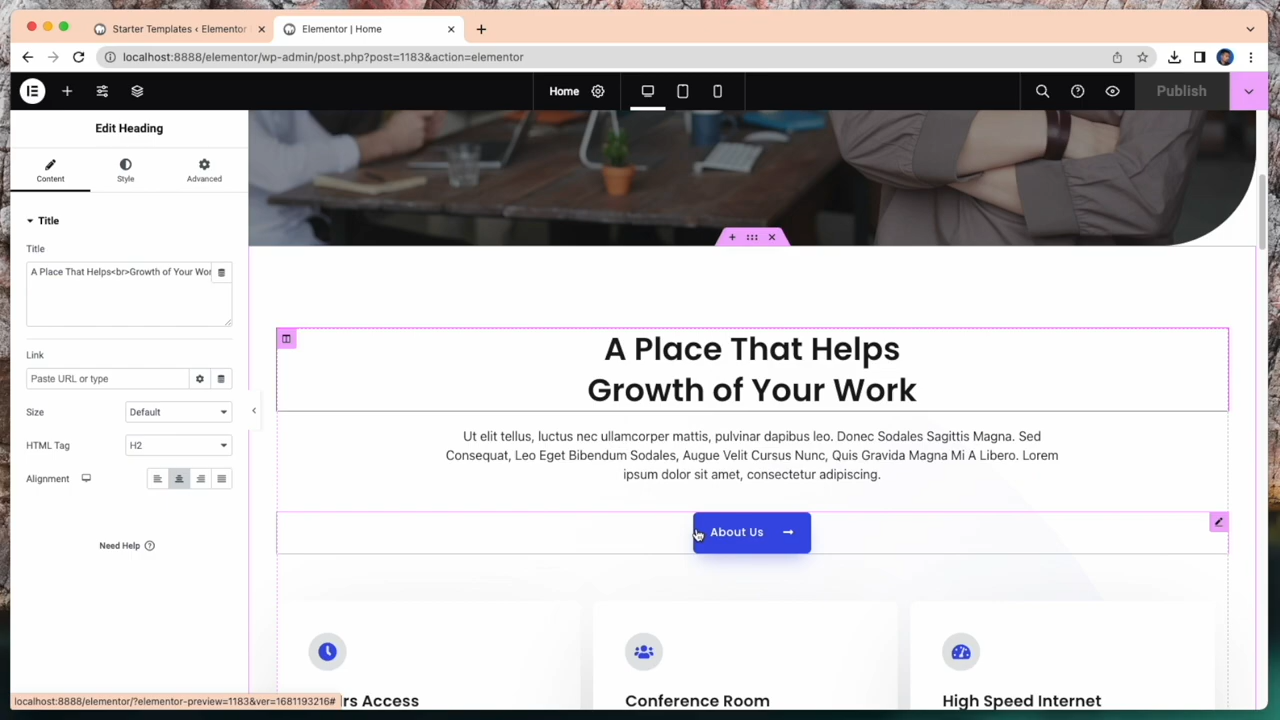 Starter Templates ‹ Elementor
Elementor | Home
localhost:8888/elementor/wp-admin/post.php?post=1183&action=elementor
Home
Publish
Edit Heading
Content
Style
Advanced
Title
Title
A Place That Helps<br>Growth of Your Wor
Link
Paste URL or type
Size
Default
HTML Tag
H2
Alignment
Need Help
A Place That Helps
Growth of Your Work
Ut elit tellus, luctus nec ullamcorper mattis, pulvinar dapibus leo. Donec Sodales Sagittis Magna. Sed
Consequat, Leo Eget Bibendum Sodales, Augue Velit Cursus Nunc, Quis Gravida Magna Mi A Libero. Lorem
ipsum dolor sit amet, consectetur adipiscing.
About Us
rs Access
Conference Room
High Speed Internet
localhost:8888/elementor/?elementor-preview=1183&ver=1681193216#